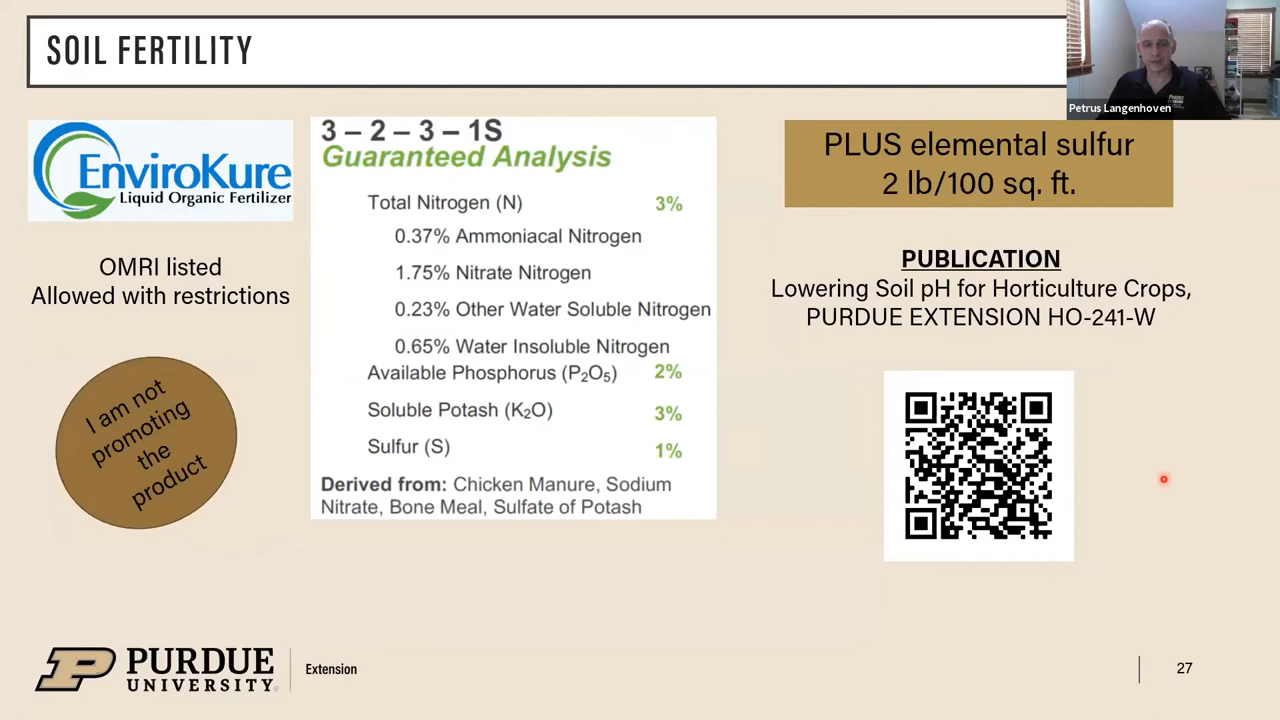 SOIL FERTILITY
Petrus Langenhoven
EnviroKure
Liquid Organic Fertilizer
OMRI listed
Allowed with restrictions
I am not
promoting
the
product
3 – 2 – 3 – 1S
Guaranteed Analysis
Total Nitrogen (N) 3%
0.37% Ammoniacal Nitrogen
1.75% Nitrate Nitrogen
0.23% Other Water Soluble Nitrogen
0.65% Water Insoluble Nitrogen
Available Phosphorus (P₂O₅) 2%
Soluble Potash (K₂O) 3%
Sulfur (S) 1%
Derived from: Chicken Manure, Sodium
Nitrate, Bone Meal, Sulfate of Potash
PLUS elemental sulfur
2 lb/100 sq. ft.
PUBLICATION
Lowering Soil pH for Horticulture Crops,
PURDUE EXTENSION HO-241-W
PURDUE
UNIVERSITY
Extension
27